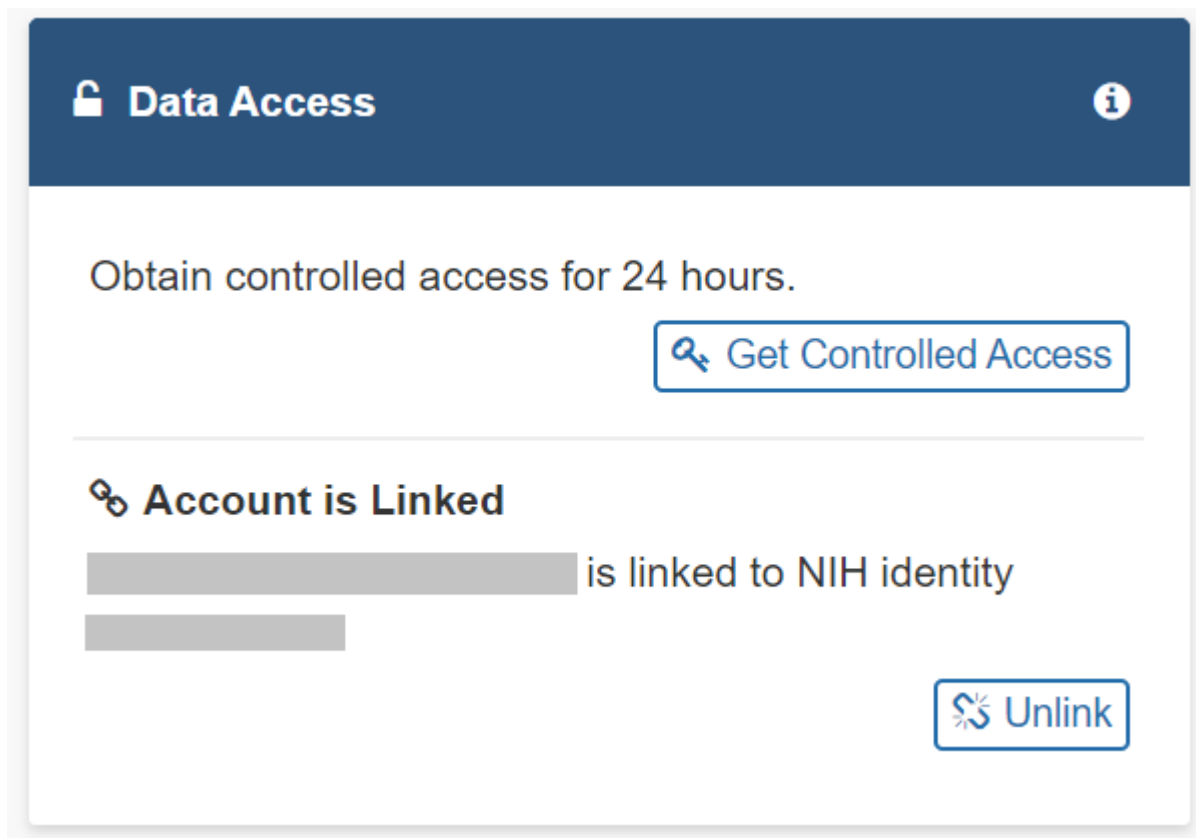 Data Access
Obtain controlled access for 24 hours.
Get Controlled Access
Account is Linked
is linked to NIH identity
Unlink